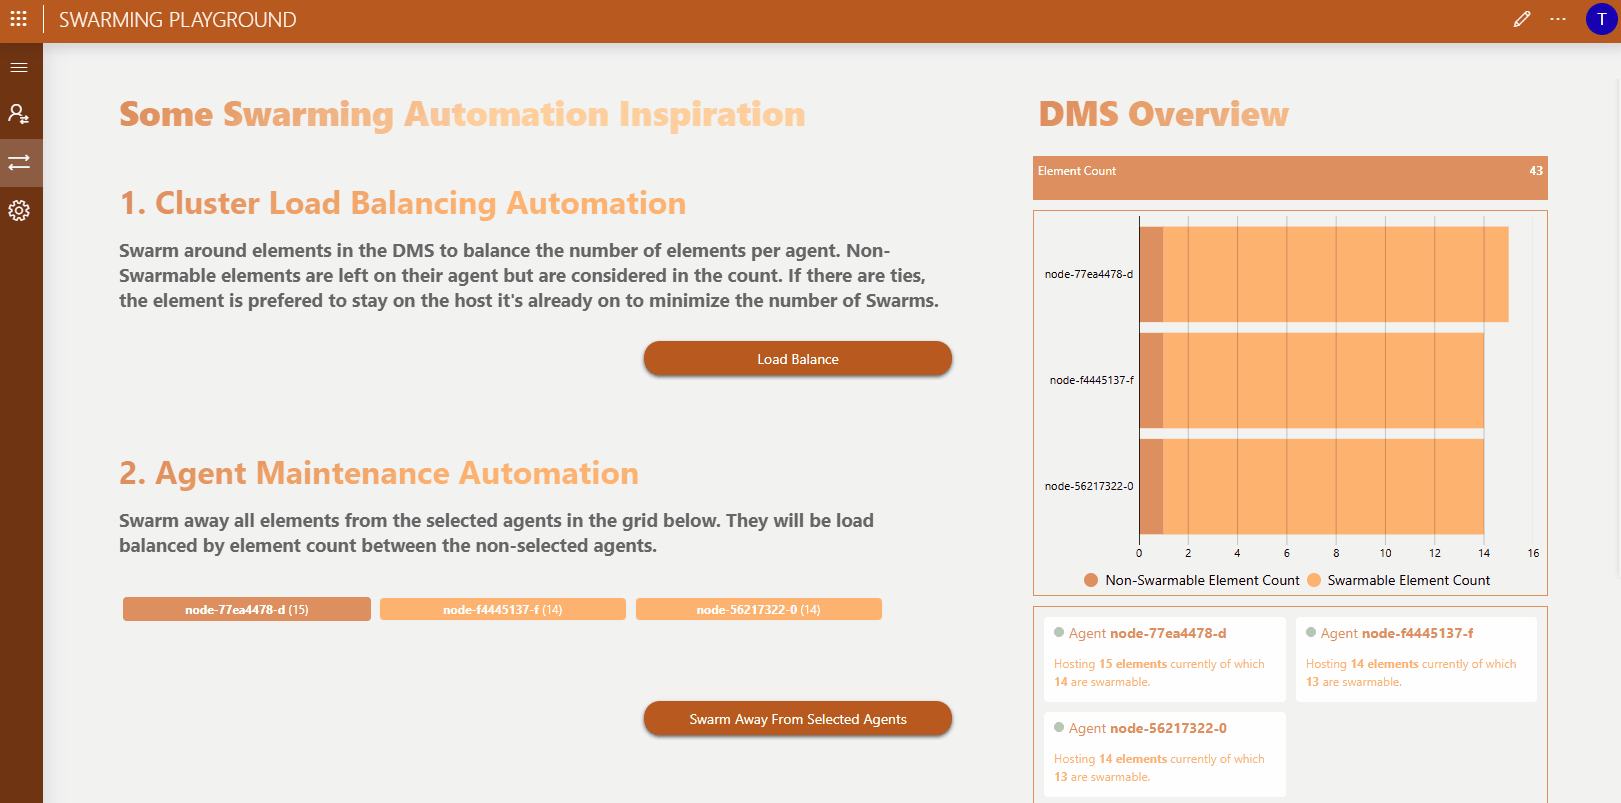 SWARMING PLAYGROUND
T
Some Swarming Automation Inspiration
1. Cluster Load Balancing Automation
Swarm around elements in the DMS to balance the number of elements per agent. Non-
Swarmable elements are left on their agent but are considered in the count. If there are ties,
the element is prefered to stay on the host it's already on to minimize the number of Swarms.
Load Balance
2. Agent Maintenance Automation
Swarm away all elements from the selected agents in the grid below. They will be load
balanced by element count between the non-selected agents.
node-77ea4478-d (15)
node-f4445137-f (14)
node-56217322-0 (14)
Swarm Away From Selected Agents
DMS Overview
Element Count 43
node-77ea4478-d
node-f4445137-f
node-56217322-0
0 2 4 6 8 10 12 14 16
Non-Swarmable Element Count Swarmable Element Count
Agent node-77ea4478-d
Hosting 15 elements currently of which
14 are swarmable.
Agent node-f4445137-f
Hosting 14 elements currently of which
13 are swarmable.
Agent node-56217322-0
Hosting 14 elements currently of which
13 are swarmable.